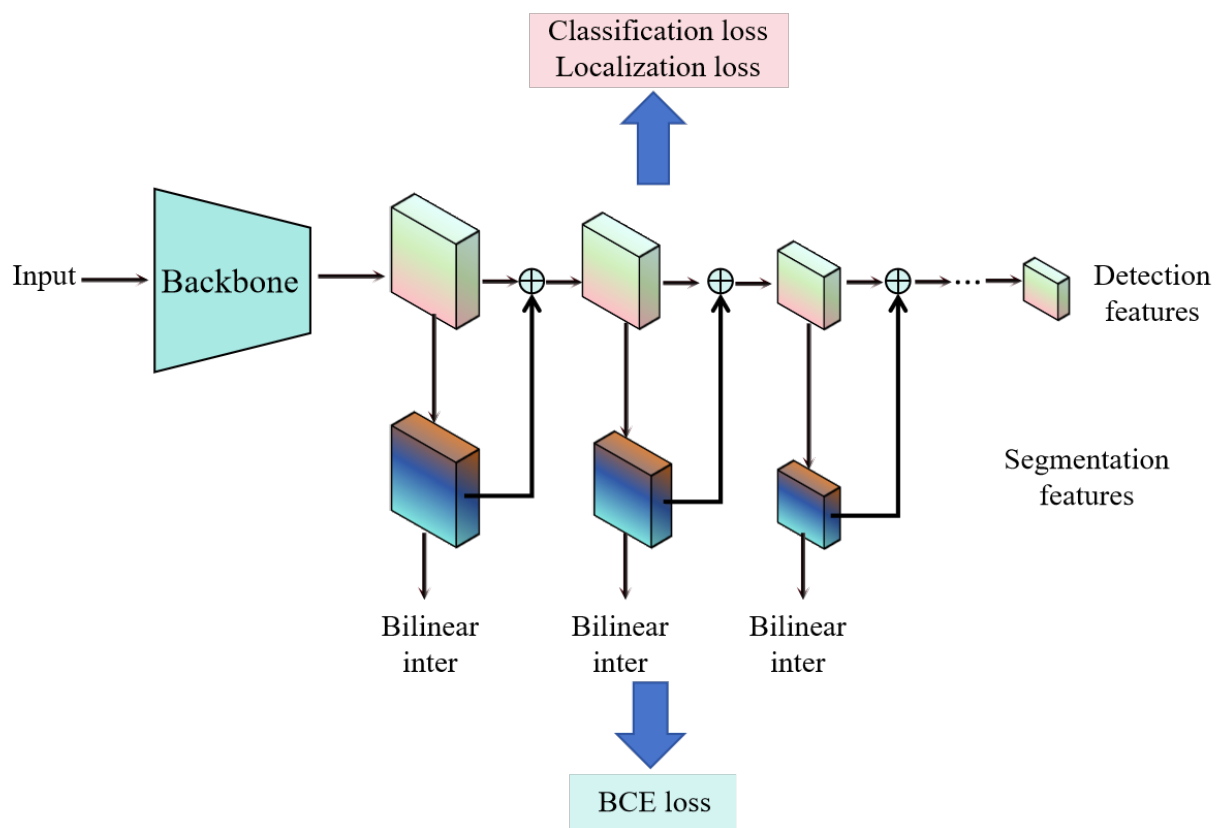 Classification loss
Localization loss
Input
Backbone
...
Detection
features
Segmentation
features
Bilinear
inter
Bilinear
inter
Bilinear
inter
BCE loss